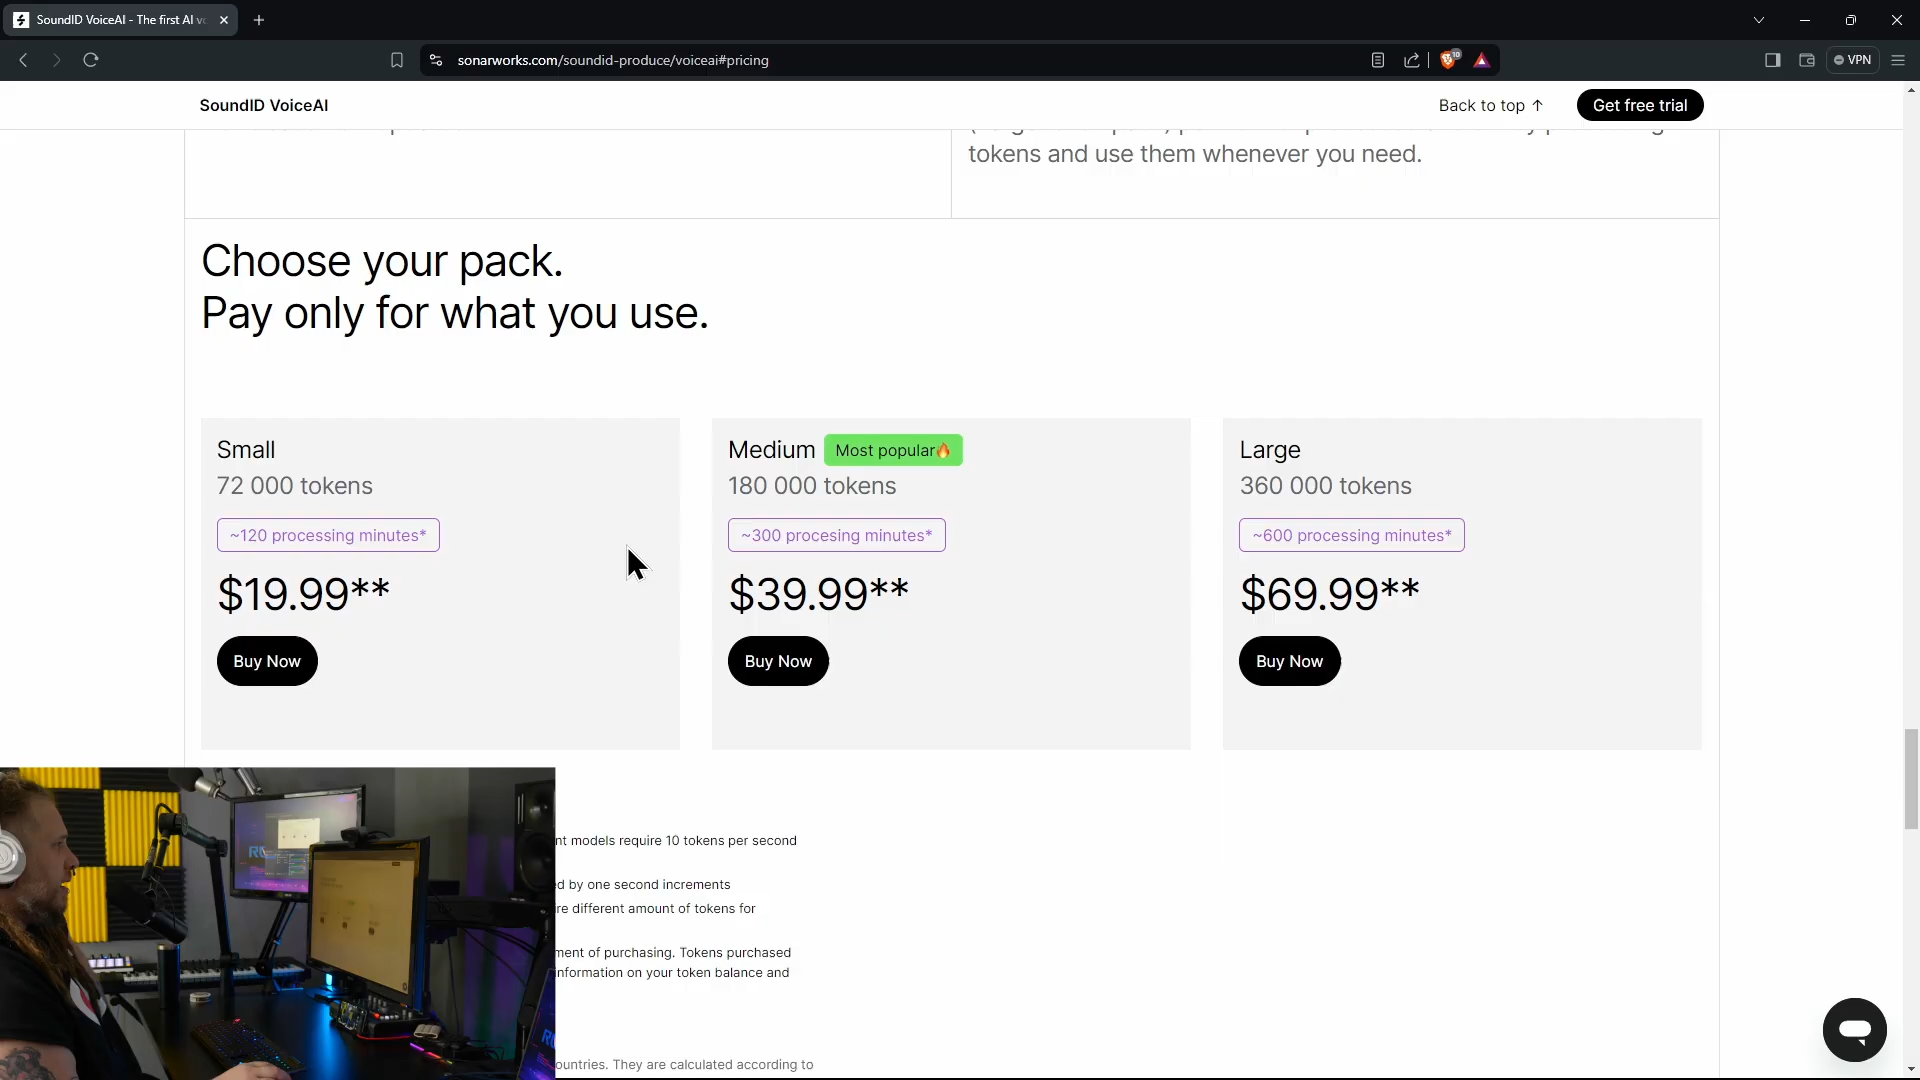 SoundID VoiceAI - The first AI v
sonarworks.com/soundid-produce/voiceai#pricing
10
VPN
SoundID VoiceAI
Back to top ↑
Get free trial
tokens and use them whenever you need.
Choose your pack.
Pay only for what you use.
Small
72 000 tokens
~120 processing minutes*
$19.99**
Buy Now
Medium
Most popular🔥
180 000 tokens
~300 procesing minutes*
$39.99**
Buy Now
Large
360 000 tokens
~600 processing minutes*
$69.99**
Buy Now
nt models require 10 tokens per second
d by one second increments
re different amount of tokens for
ment of purchasing. Tokens purchased
nformation on your token balance and
ountries. They are calculated according to